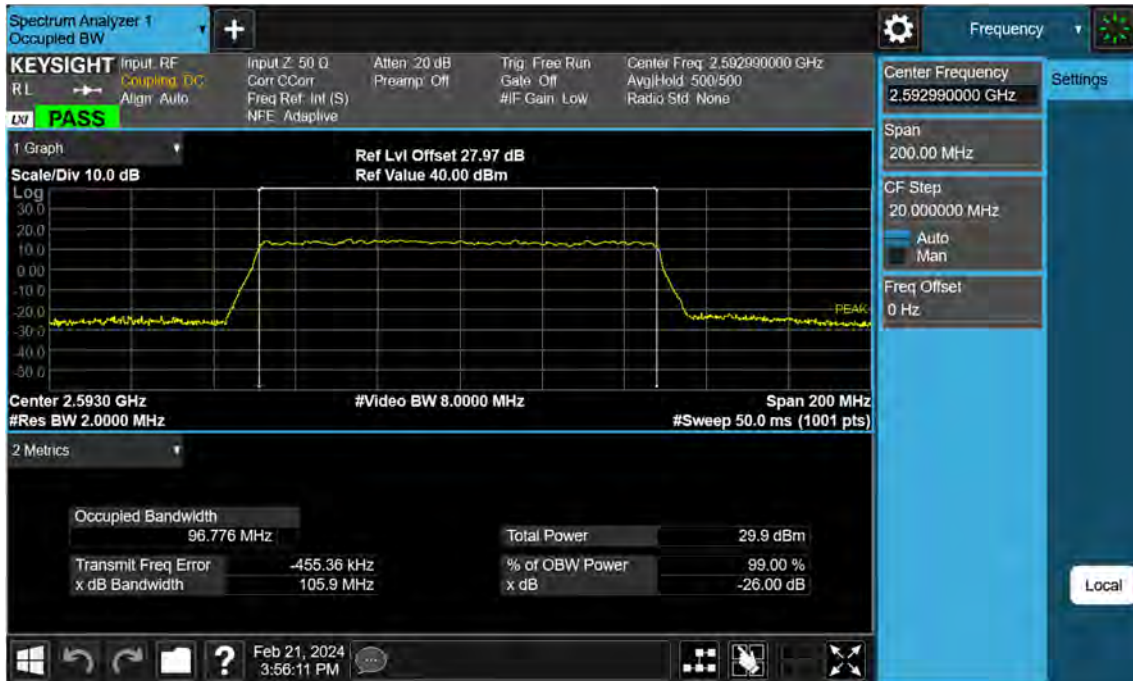 Spectrum Analyzer 1
Occupied BW
+
Frequency
KEYSIGHT
RL
LXI
PASS
Input: RF
Coupling: DC
Align: Auto
Input Z: 50 Ω
Corr CCorr
Freq Ref: Int (S)
NFE: Adaptive
Atten: 20 dB
Preamp: Off
Trig: Free Run
Gate: Off
#IF Gain: Low
Center Freq: 2.592990000 GHz
Avg|Hold: 500/500
Radio Std: None
Center Frequency
2.592990000 GHz
Settings
Span
200.00 MHz
CF Step
20.000000 MHz
Auto
Man
Freq Offset
0 Hz
1 Graph
Scale/Div 10.0 dB
Ref Lvl Offset 27.97 dB
Ref Value 40.00 dBm
Log
30.0
20.0
10.0
0.00
-10.0
-20.0
-30.0
-40.0
-50.0
PEAK
Center 2.5930 GHz
#Video BW 8.0000 MHz
Span 200 MHz
#Res BW 2.0000 MHz
#Sweep 50.0 ms (1001 pts)
2 Metrics
Occupied Bandwidth
96.776 MHz
Total Power 29.9 dBm
Transmit Freq Error -455.36 kHz
% of OBW Power 99.00 %
x dB Bandwidth 105.9 MHz
x dB -26.00 dB
Local
?
Feb 21, 2024
3:56:11 PM